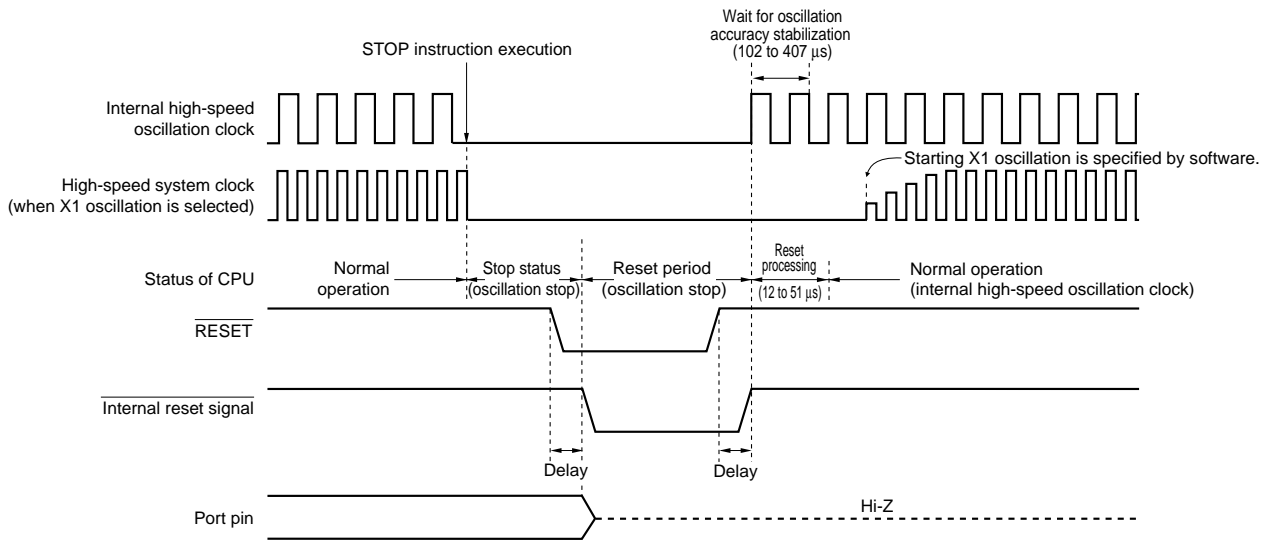 Wait for oscillation
accuracy stabilization
(102 to 407 μs)
STOP instruction execution
Internal high-speed
oscillation clock
Starting X1 oscillation is specified by software.
High-speed system clock
(when X1 oscillation is selected)
Status of CPU
Normal
operation
Stop status
(oscillation stop)
Reset period
(oscillation stop)
Reset
processing
(12 to 51 μs)
Normal operation
(internal high-speed oscillation clock)
RESET
Internal reset signal
Delay
Delay
Port pin
Hi-Z